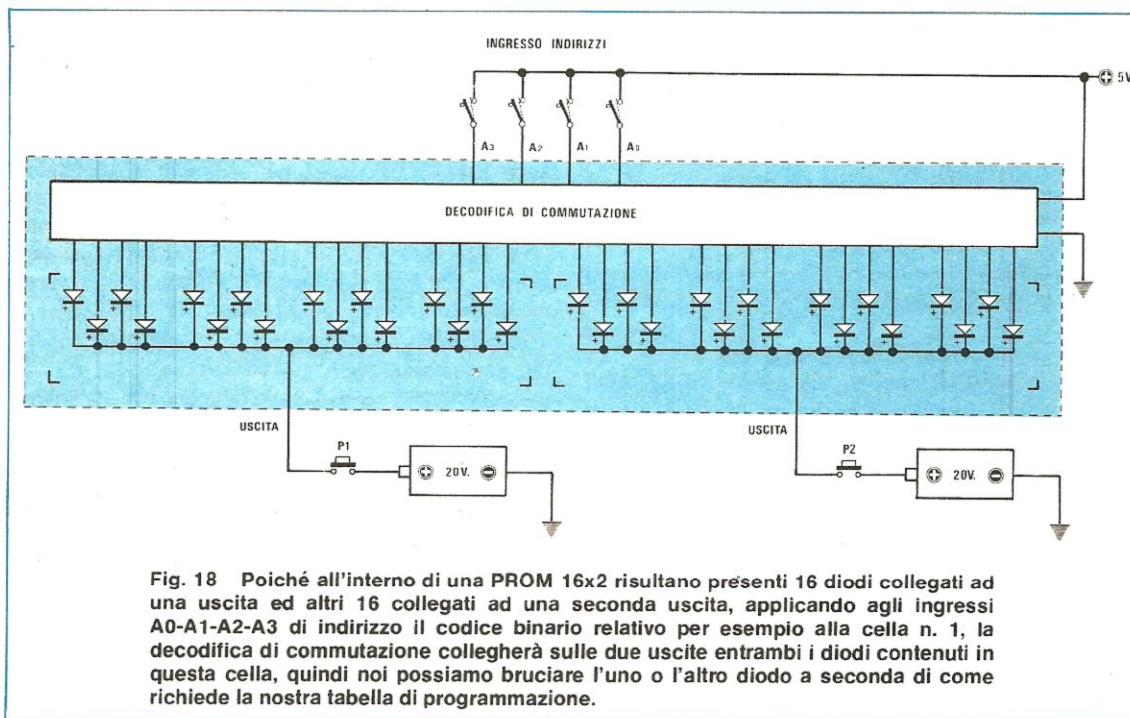 INGRESSO INDIRIZZI
5V
A3 A2 A1 A0
DECODIFICA DI COMMUTAZIONE
USCITA
USCITA
P1
P2
20V.
20V.
Fig. 18 Poiché all'interno di una PROM 16x2 risultano presenti 16 diodi collegati ad
una uscita ed altri 16 collegati ad una seconda uscita, applicando agli ingressi
A0-A1-A2-A3 di indirizzo il codice binario relativo per esempio alla cella n. 1, la
decodifica di commutazione collegherà sulle due uscite entrambi i diodi contenuti in
questa cella, quindi noi possiamo bruciare l'uno o l'altro diodo a seconda di come
richiede la nostra tabella di programmazione.